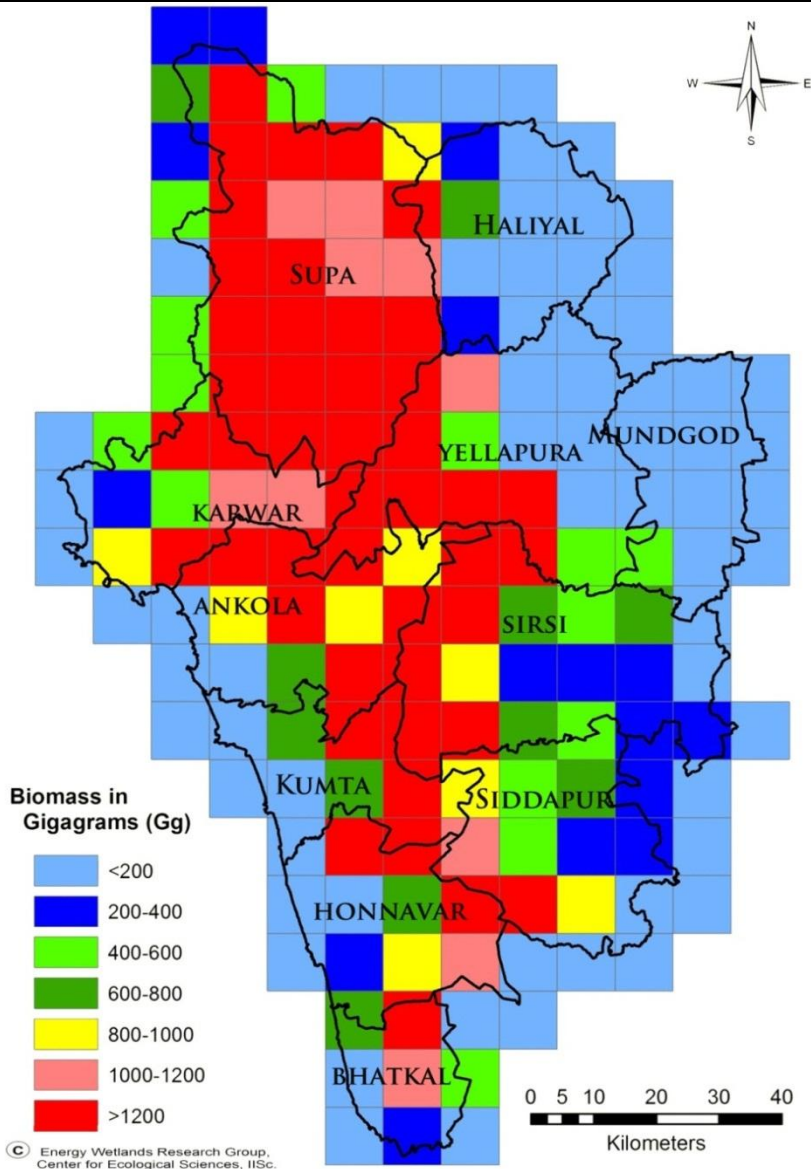 N
W E
S
HALIYAL
SUPA
MUNDGOD
YELLAPURA
KARWAR
ANKOLA
SIRSI
KUMTA
SIDDAPUR
Biomass in
Gigagrams (Gg)
<200
200-400
400-600
600-800
800-1000
1000-1200
>1200
HONNAVAR
BHATKAL
0 5 10 20 30 40
Kilometers
C Energy Wetlands Research Group,
Center for Ecological Sciences, IISc.